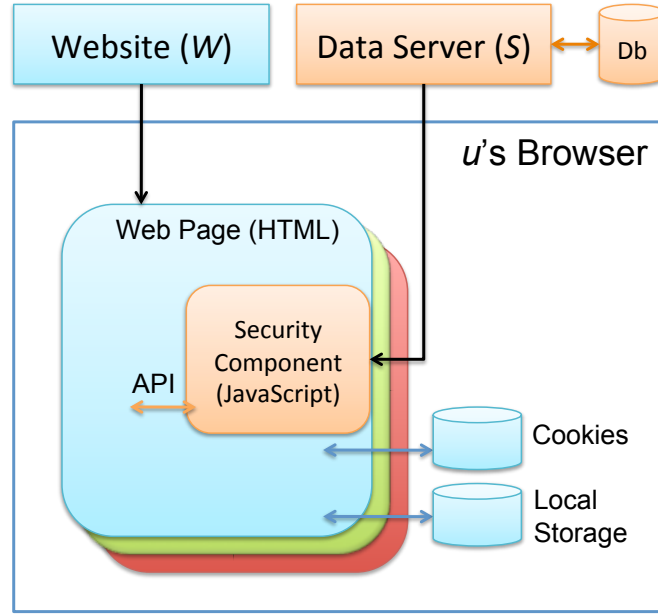 Website (W)
Data Server (S)
Db
u's Browser
Web Page (HTML)
Security
Component
(JavaScript)
API
Cookies
Local
Storage